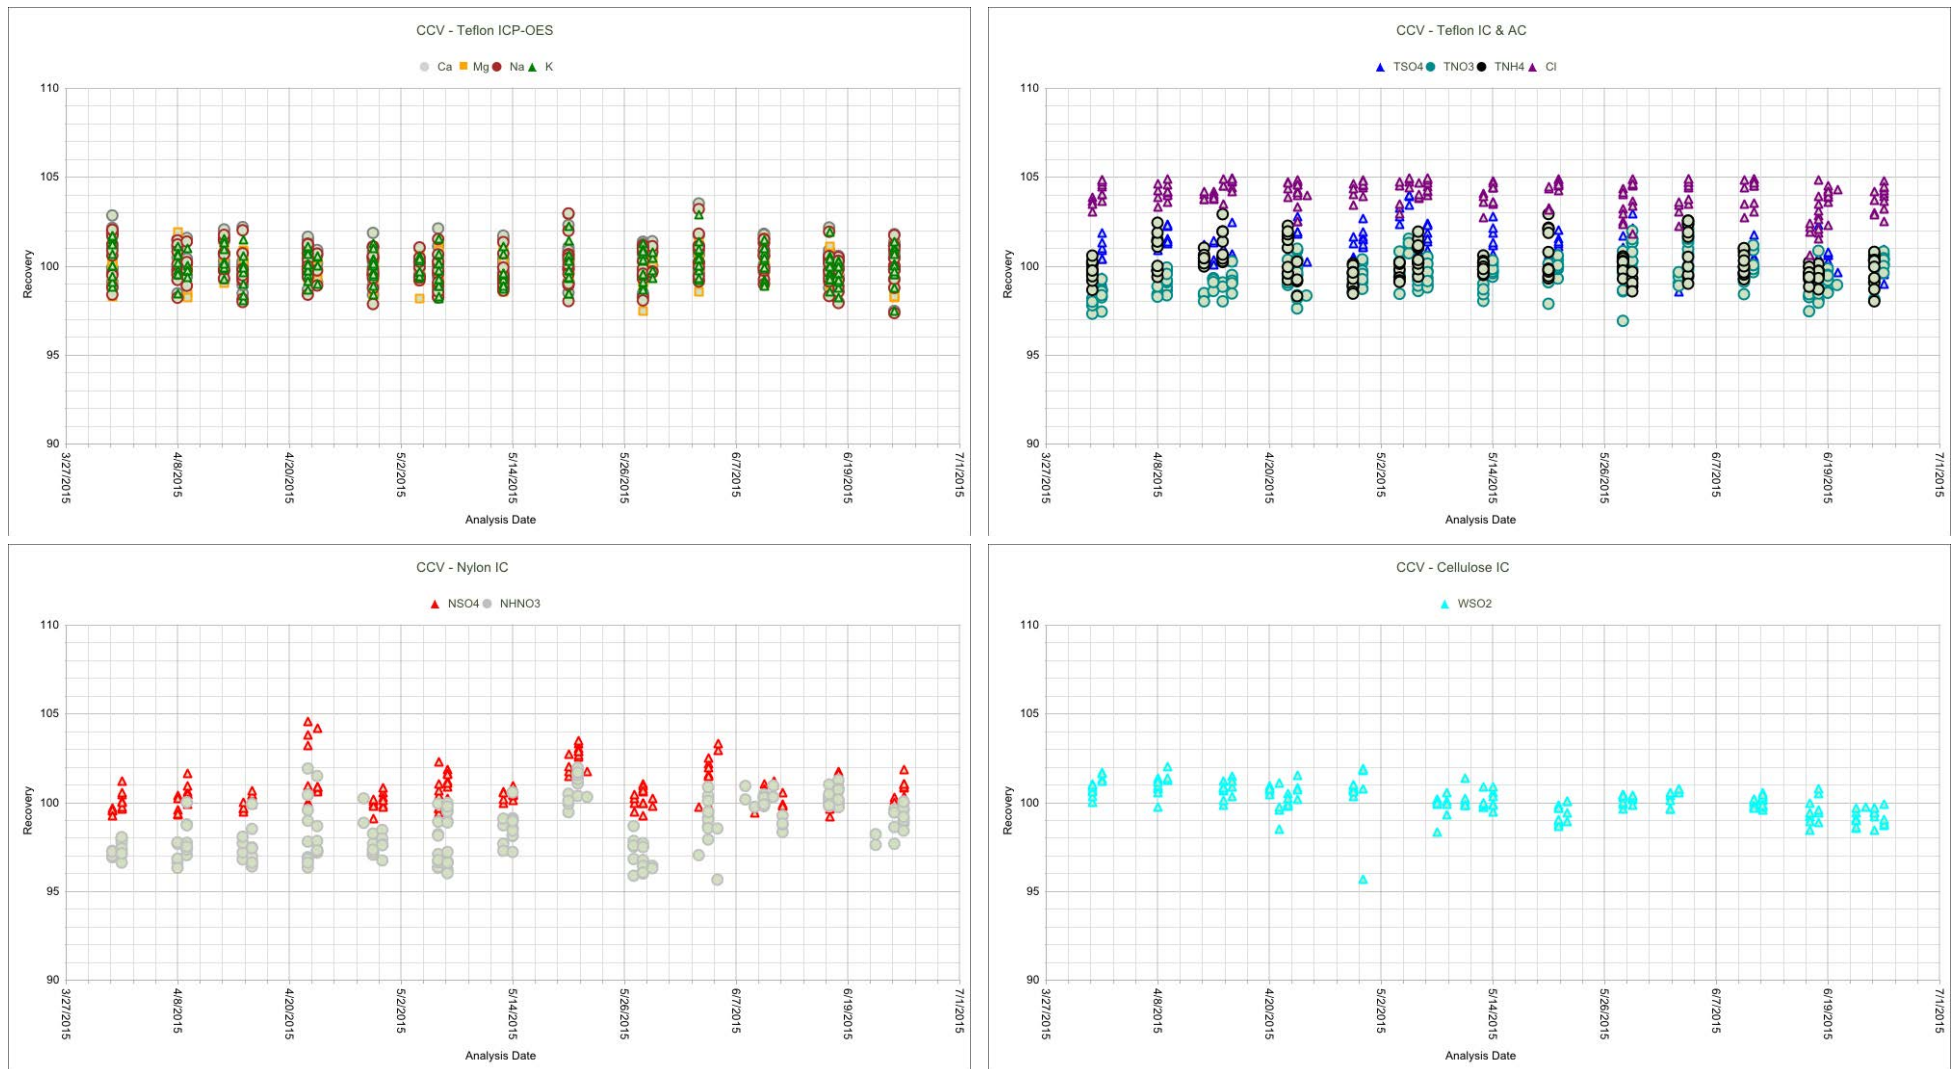 CCV - Teflon ICP-OES
Ca Mg Na K
110
105
100
95
90
Recovery
3/27/2015 4/8/2015 4/20/2015 5/2/2015 5/14/2015 5/26/2015 6/7/2015 6/19/2015 7/1/2015
Analysis Date
CCV - Teflon IC & AC
TSO4 TNO3 TNH4 Cl
110
105
100
95
90
Recovery
3/27/2015 4/8/2015 4/20/2015 5/2/2015 5/14/2015 5/26/2015 6/7/2015 6/19/2015 7/1/2015
Analysis Date
CCV - Nylon IC
NSO4 NHNO3
110
105
100
95
90
Recovery
3/27/2015 4/8/2015 4/20/2015 5/2/2015 5/14/2015 5/26/2015 6/7/2015 6/19/2015 7/1/2015
Analysis Date
CCV - Cellulose IC
WSO2
110
105
100
95
90
Recovery
3/27/2015 4/8/2015 4/20/2015 5/2/2015 5/14/2015 5/26/2015 6/7/2015 6/19/2015 7/1/2015
Analysis Date